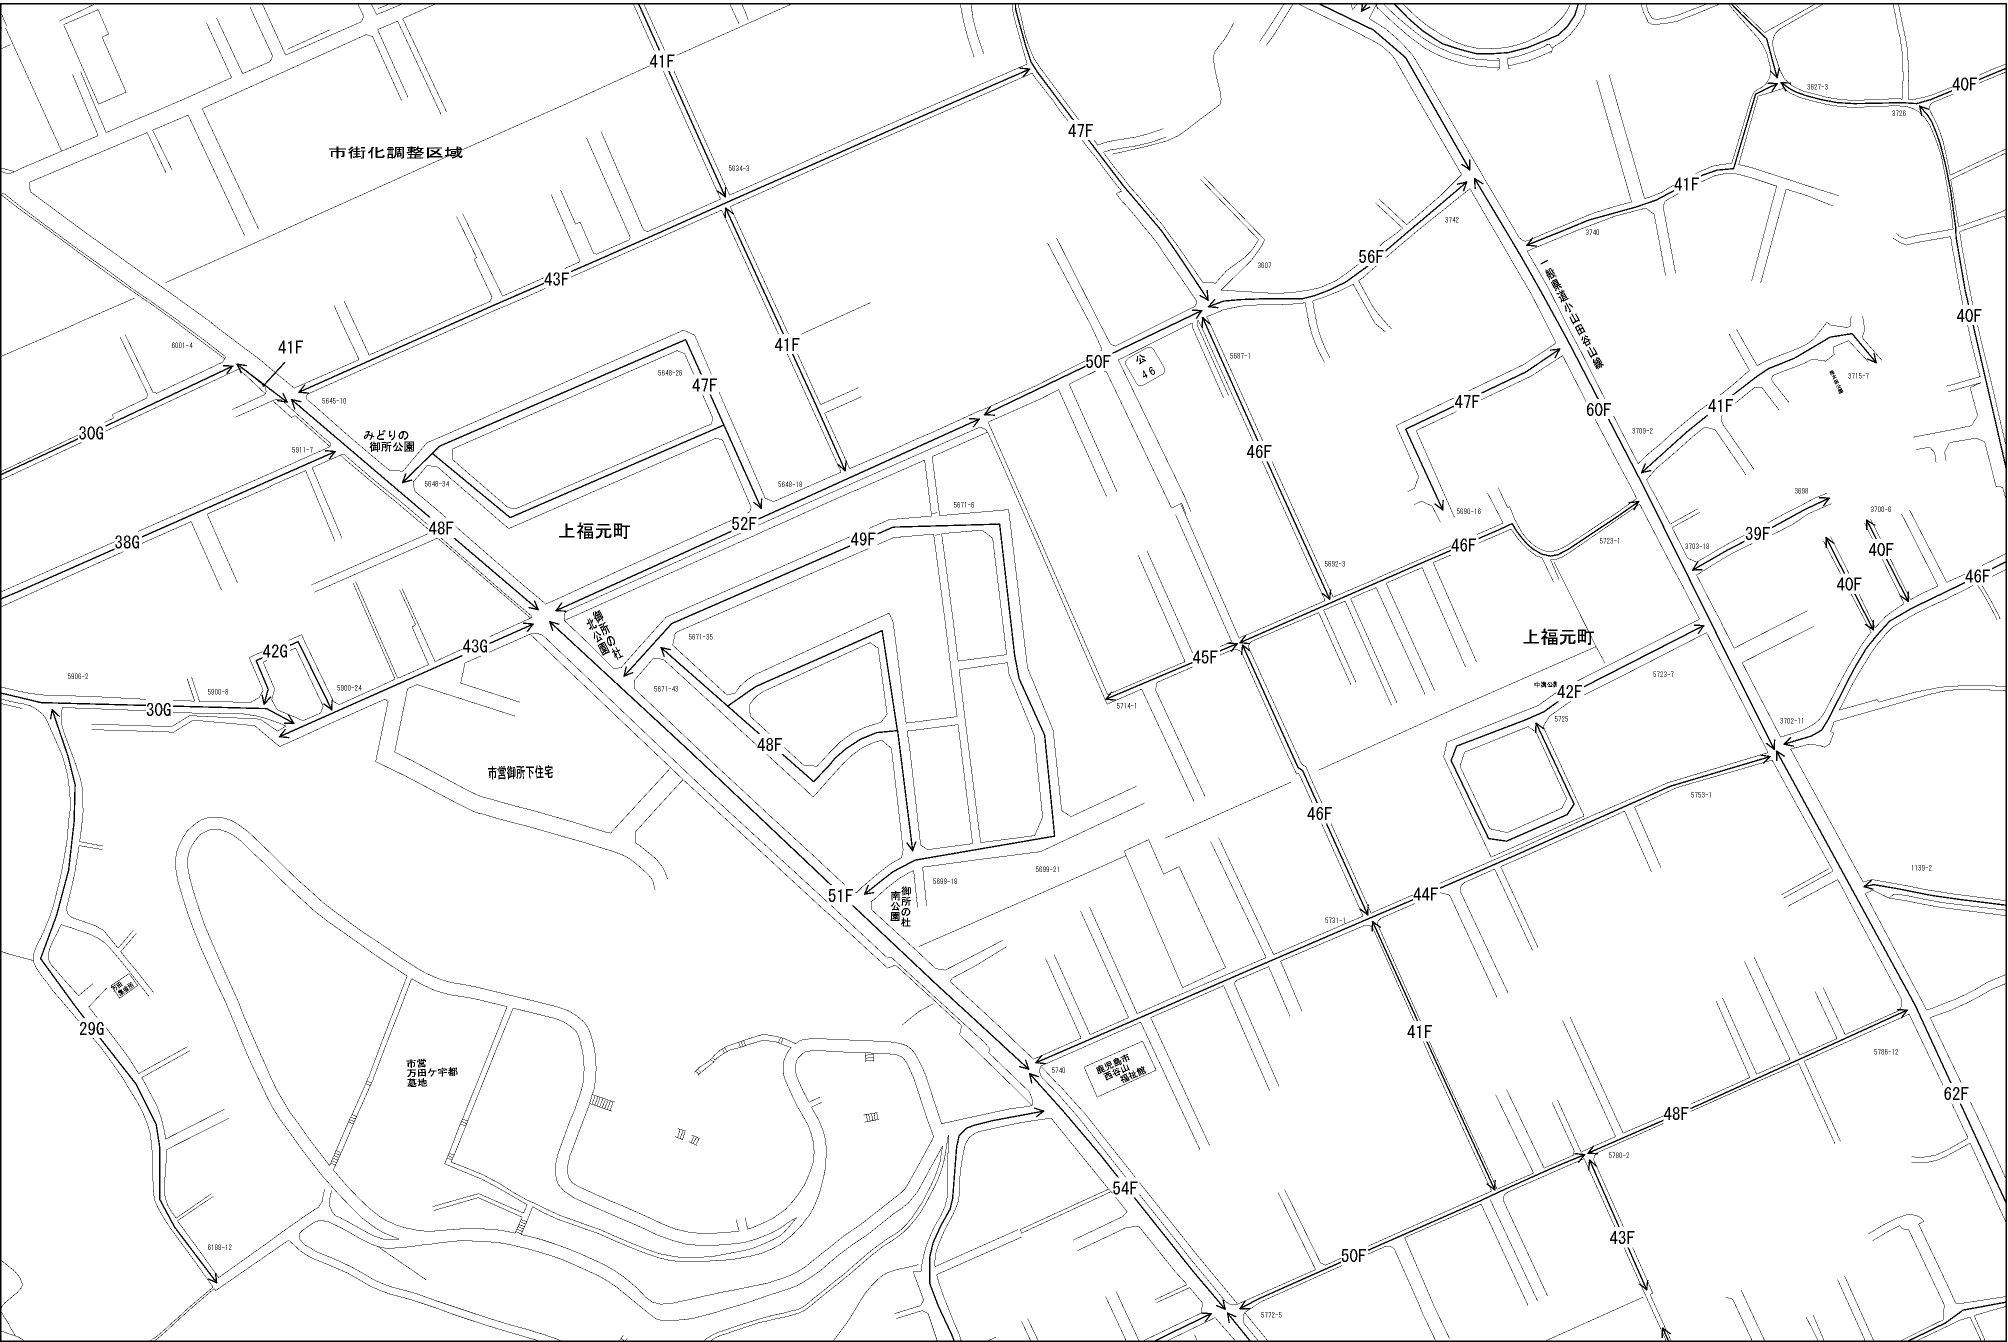 41F
3627-3
40F
3726
47F
市街化調整区域
5634-3
41F
3742
3740
56F
3607
43F
一般県道小山田谷山線
40F
6001-4
41F
41F
5687-1
50F
公
46
5648-26
47F
3715-7
5645-10
47F
60F
41F
30G
みどりの
御所公園
3709-2
5911-7
46F
5648-34
5648-18
3698
5671-6
3700-6
5690-16
52F
48F
上福元町
49F
38G
46F
5723-1
39F
3703-18
40F
40F
46F
5692-3
御所の杜
北公園
5671-35
上福元町
42G
43G
45F
5906-2
5900-8
5900-24
5671-43
5723-7
中溝公園
42F
30G
5714-1
5725
3702-11
48F
市営御所下住宅
5753-1
46F
5699-21
1139-2
5699-18
51F
御所の杜
南公園
44F
5731-1
29G
41F
市営
万田ケ宇都
墓地
5740
鹿児島市
西谷山
福祉館
5786-12
62F
48F
5780-2
54F
43F
50F
6188-12
5772-5